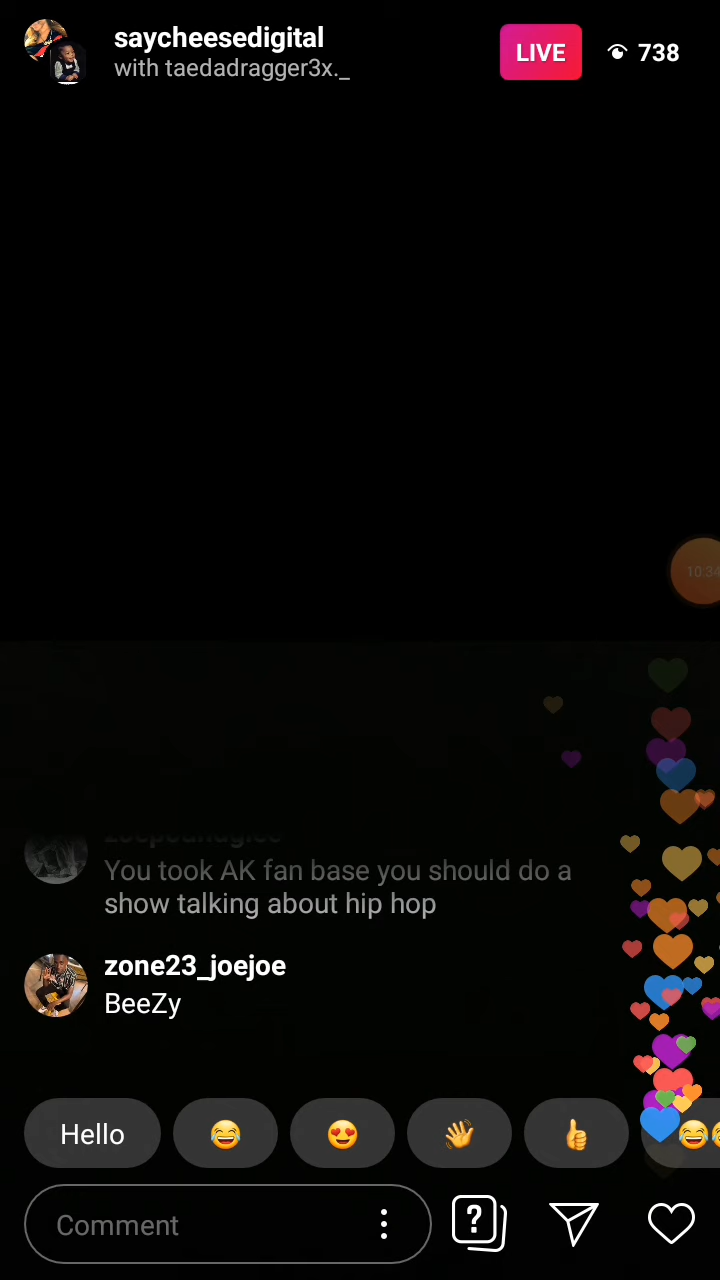 saycheesedigital
with taedadragger3x._
LIVE
738
You took AK fan base you should do a
show talking about hip hop
zone23_joejoe
BeeZy
Hello
Comment
?